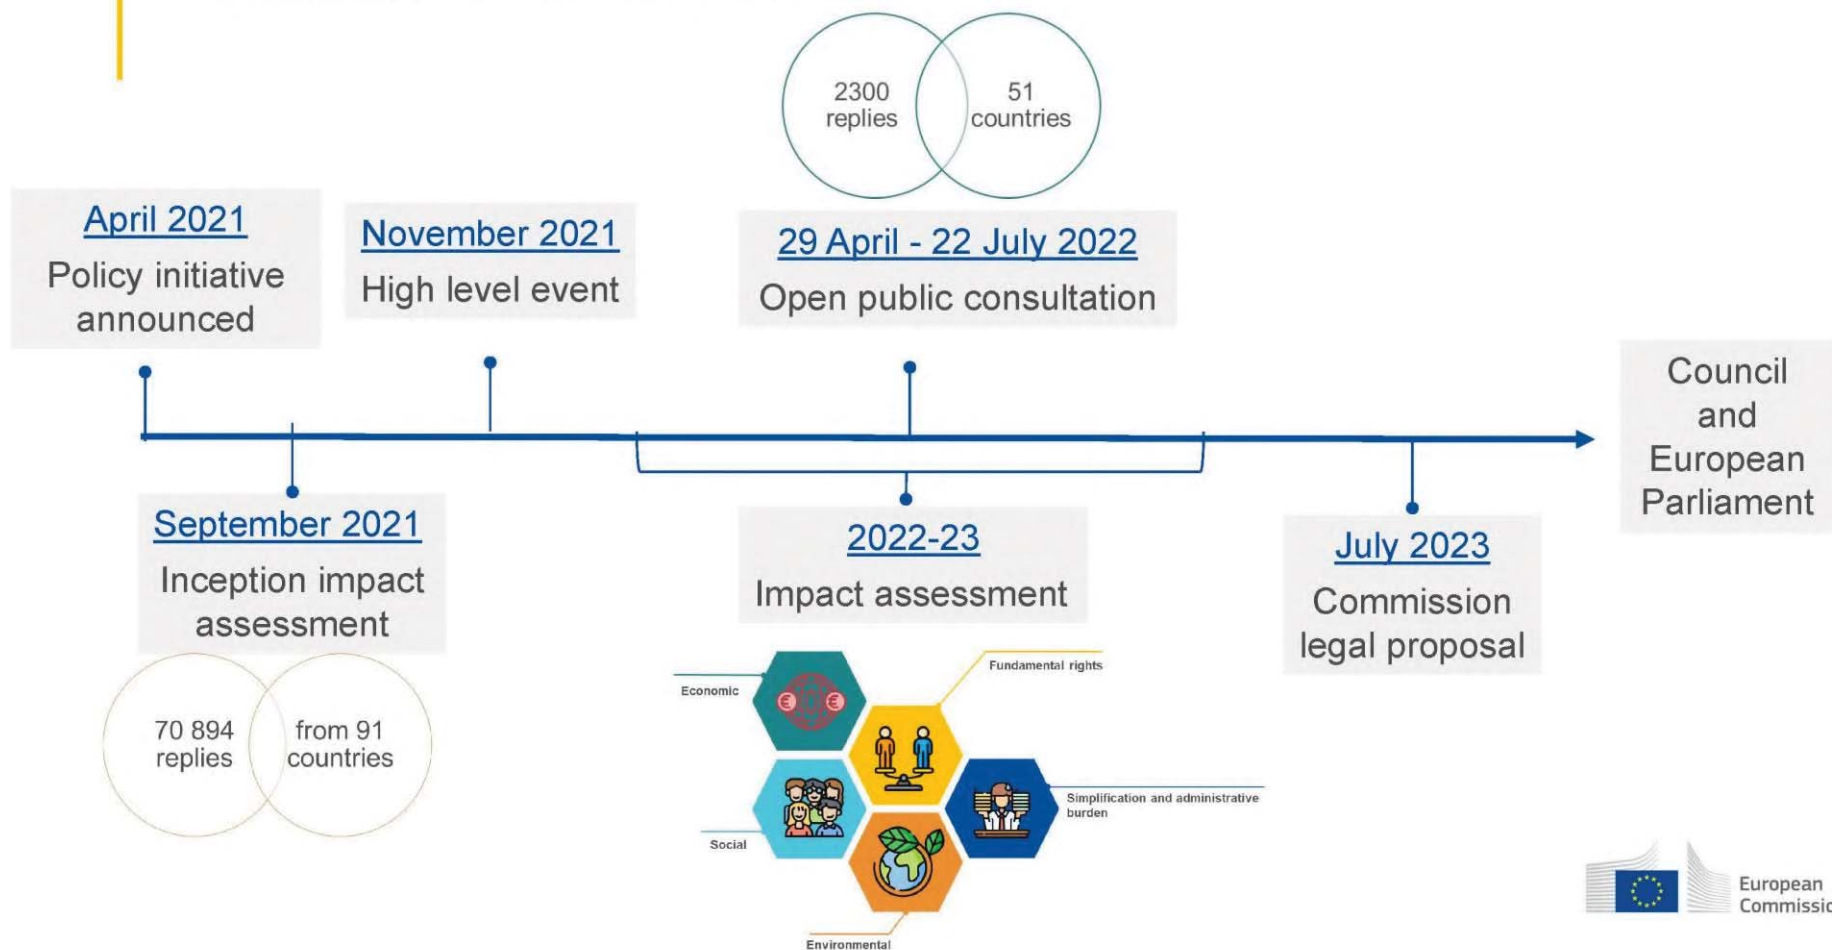 2300
replies
51
countries
April 2021
Policy initiative
announced
November 2021
High level event
29 April - 22 July 2022
Open public consultation
Council
and
European
Parliament
September 2021
Inception impact
assessment
70 894
replies
from 91
countries
2022-23
Impact assessment
July 2023
Commission
legal proposal
Economic
Fundamental rights
Social
Simplification and administrative
burden
Environmental
European
Commissio